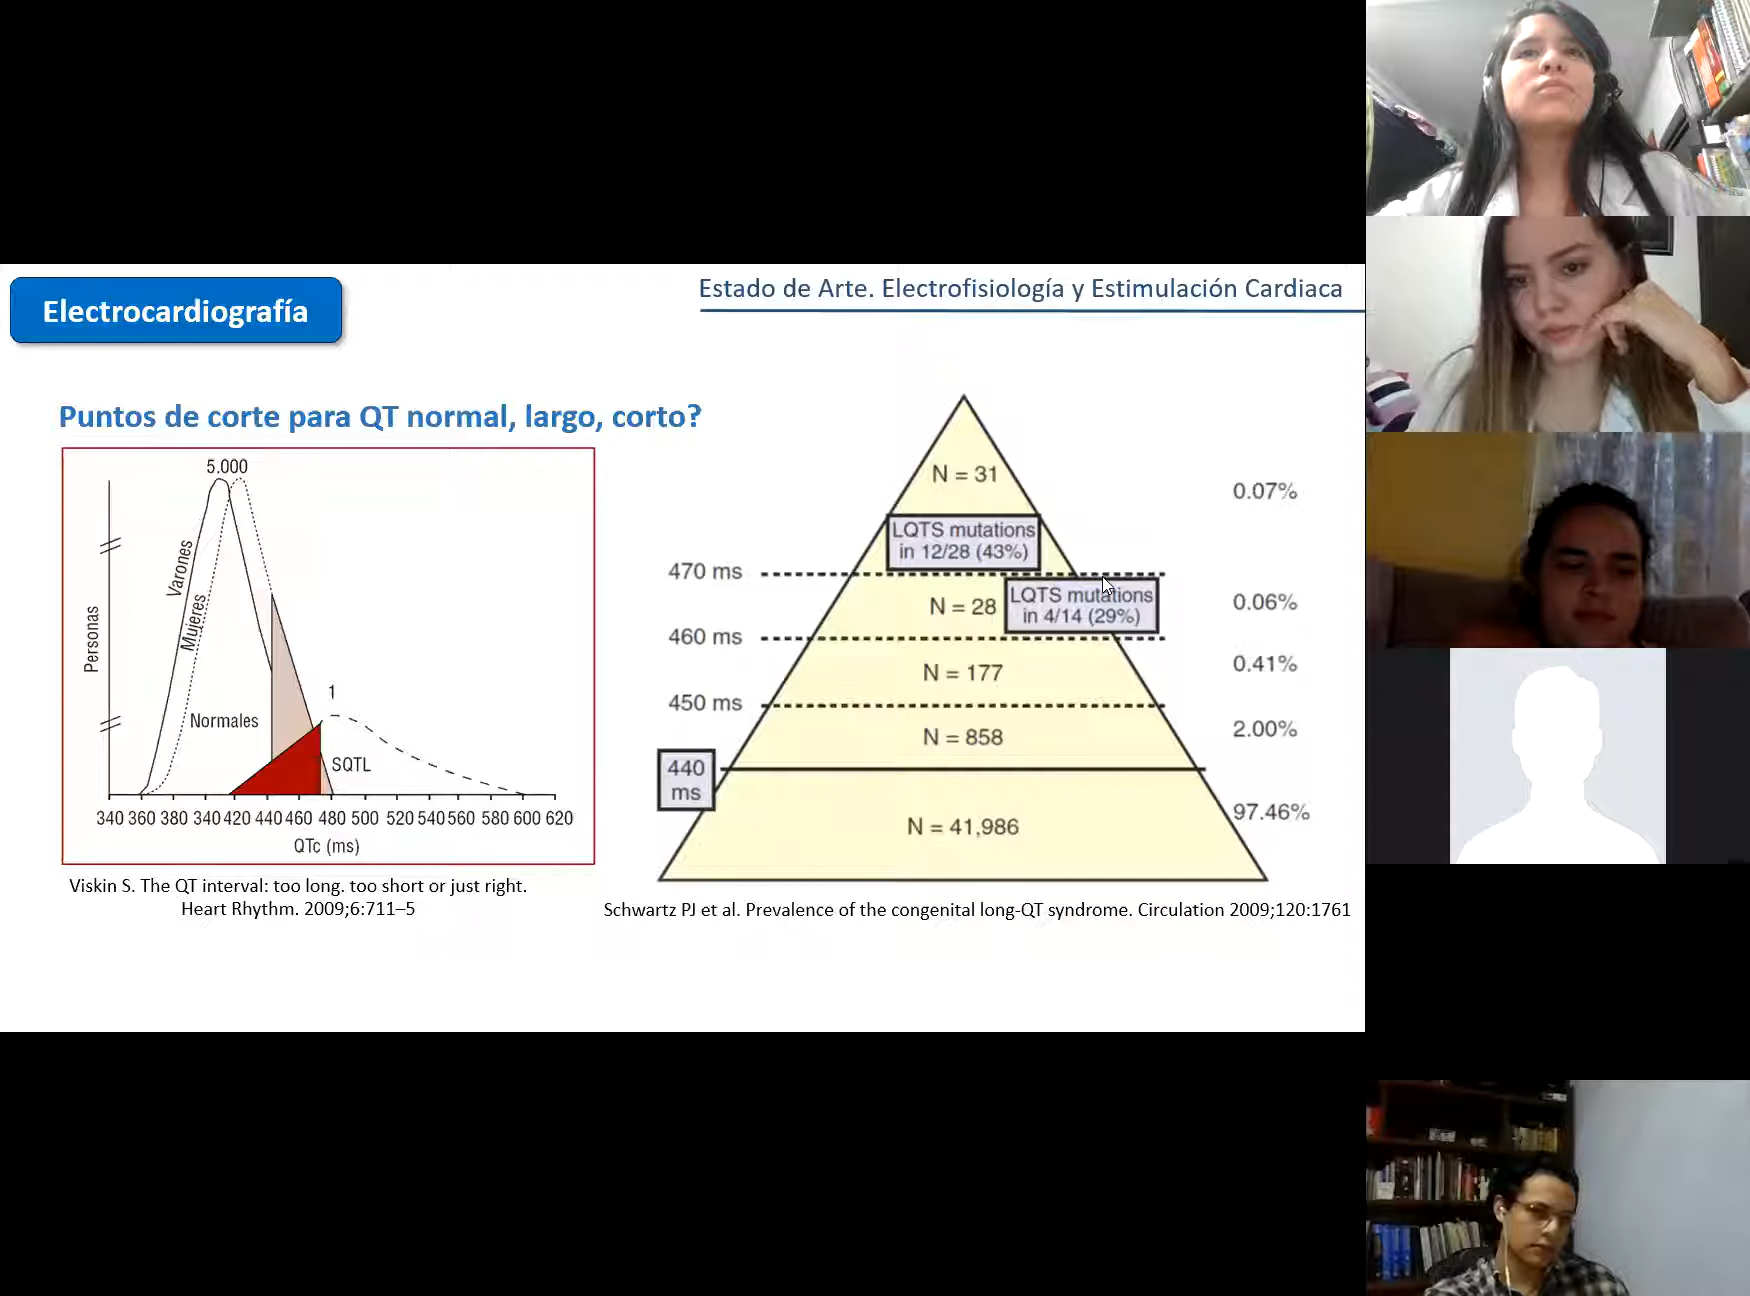 Electrocardiografía
Estado de Arte. Electrofisiología y Estimulación Cardiaca
Puntos de corte para QT normal, largo, corto?
5.000
Varones
Mujeres
Personas
Normales
1
SQTL
340 360 380 340 420 440 460 480 500 520 540 560 580 600 620
QTc (ms)
Viskin S. The QT interval: too long. too short or just right.
Heart Rhythm. 2009;6:711–5
N = 31
0.07%
LQTS mutations
in 12/28 (43%)
470 ms
N = 28
LQTS mutations
in 4/14 (29%)
0.06%
460 ms
N = 177
0.41%
450 ms
N = 858
2.00%
440
ms
N = 41,986
97.46%
Schwartz PJ et al. Prevalence of the congenital long-QT syndrome. Circulation 2009;120:1761